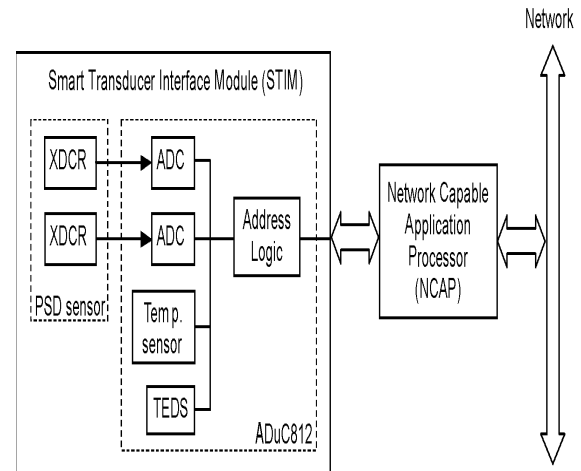 Network
Smart Transducer Interface Module (STIM)
XDCR
ADC
XDCR
ADC
PSD sensor
Temp.
sensor
TEDS
Address
Logic
ADuC812
Network Capable
Application
Processor
(NCAP)